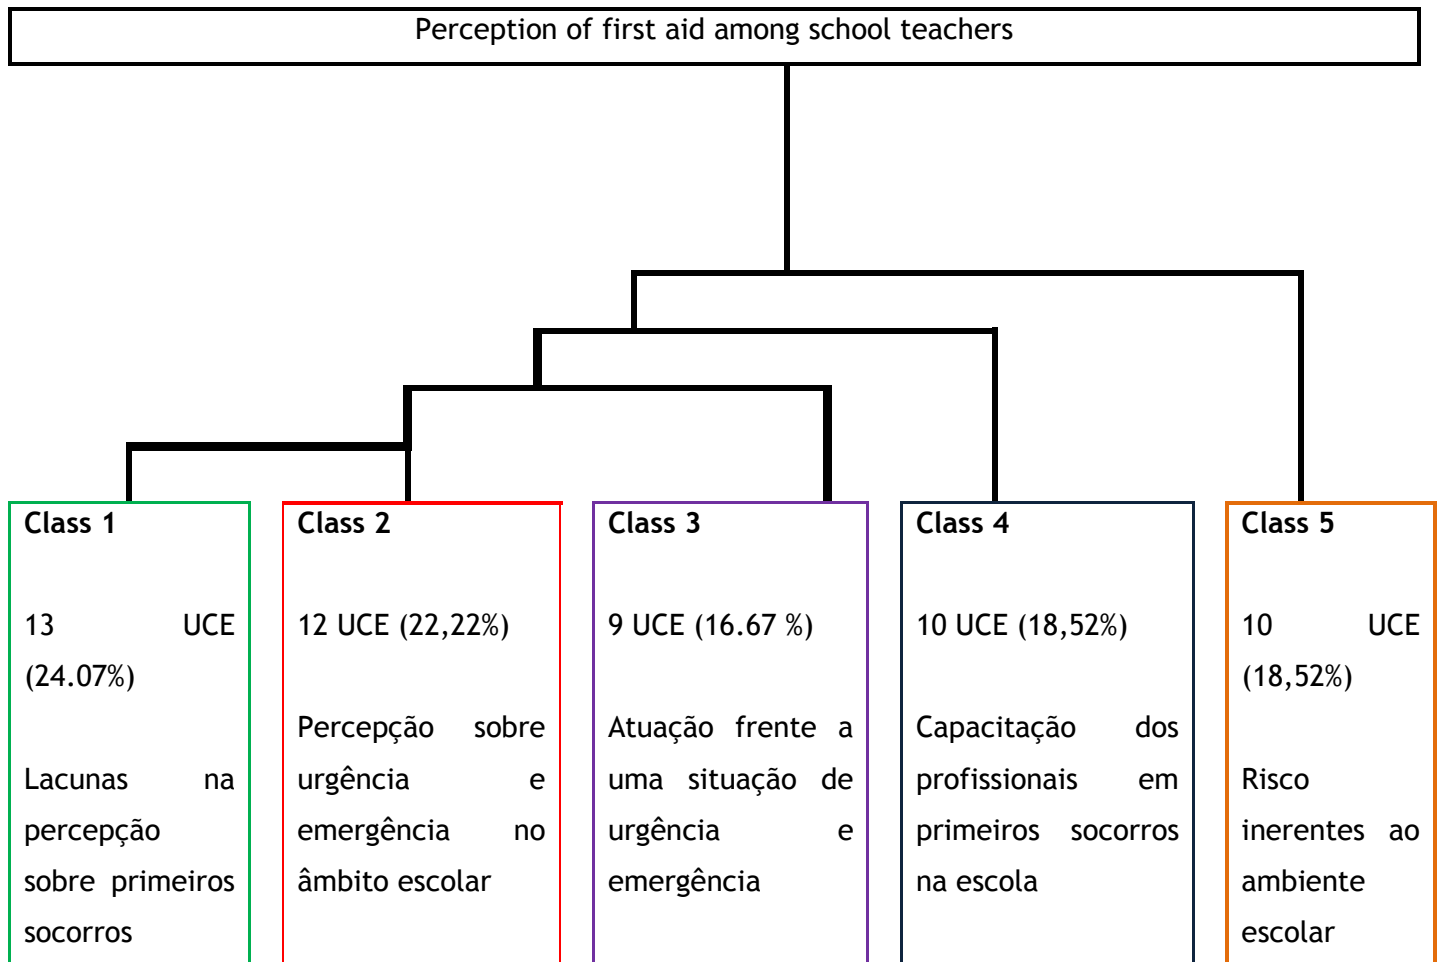 Perception of first aid among school teachers
Class 1
13 UCE
(24.07%)
Lacunas na
percepção
sobre primeiros
socorros
Class 2
12 UCE (22,22%)
Percepção sobre
urgência e
emergência no
âmbito escolar
Class 3
9 UCE (16.67 %)
Atuação frente a
uma situação de
urgência e
emergência
Class 4
10 UCE (18,52%)
Capacitação dos
profissionais em
primeiros socorros
na escola
Class 5
10 UCE
(18,52%)
Risco
inerentes ao
ambiente
escolar